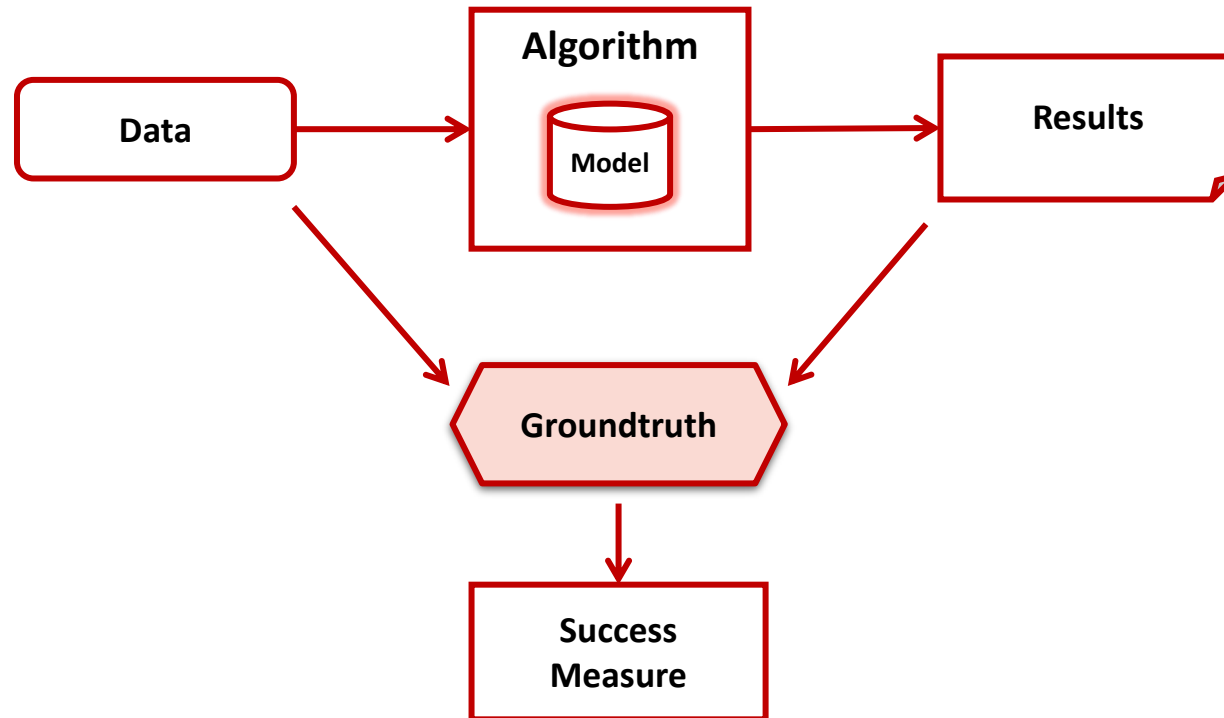 Algorithm
Data
Model
Results
Groundtruth
Success
Measure